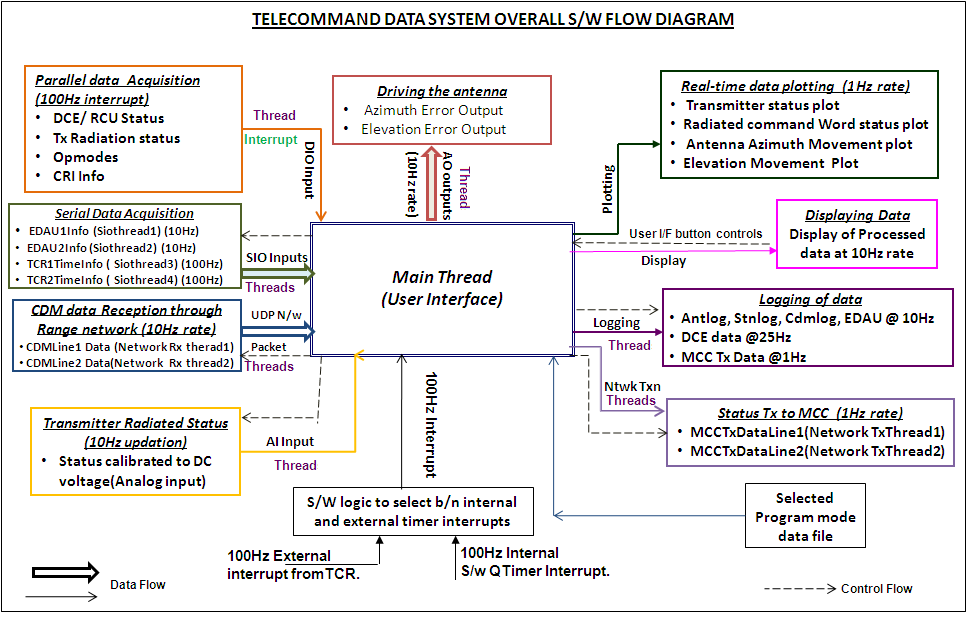 TELECOMMAND DATA SYSTEM OVERALL S/W FLOW DIAGRAM
Parallel data Acquisition
(100Hz interrupt)
• DCE/ RCU Status
• Tx Radiation status
• Opmodes
• CRI Info
Thread
Interrupt
DIO Input
Driving the antenna
• Azimuth Error Output
• Elevation Error Output
AO outputs
(10Hz rate)
Thread
Real-time data plotting (1Hz rate)
• Transmitter status plot
• Radiated command Word status plot
• Antenna Azimuth Movement plot
• Elevation Movement Plot
Plotting
Serial Data Acquisition
• EDAU1Info (Siothread1) (10Hz)
• EDAU2Info (Siothread2) (10Hz)
• TCR1TimeInfo ( Siothread3) (100Hz)
• TCR2TimeInfo ( Siothread4) (100Hz)
SIO Inputs
Threads
Main Thread
(User Interface)
User I/F button controls
Display
Displaying Data
Display of Processed
data at 10Hz rate
CDM data Reception through
Range network (10Hz rate)
• CDMLine1 Data (Network Rx therad1)
• CDMLine2 Data(Network Rx thread2)
UDP N/w
Packet
Threads
Logging
Thread
Logging of data
• Antlog, Stnlog, Cdmlog, EDAU @ 10Hz
• DCE data @25Hz
• MCC Tx Data @1Hz
Ntwk Txn
Threads
Status Tx to MCC (1Hz rate)
• MCCTxDataLine1(Network TxThread1)
• MCCTxDataLine2(Network TxThread2)
Transmitter Radiated Status
(10Hz updation)
• Status calibrated to DC
voltage(Analog input)
AI Input
Thread
100Hz Interrupt
S/W logic to select b/n internal
and external timer interrupts
Selected
Program mode
data file
100Hz External
interrupt from TCR.
100Hz Internal
S/w Q Timer Interrupt.
Data Flow
Control Flow